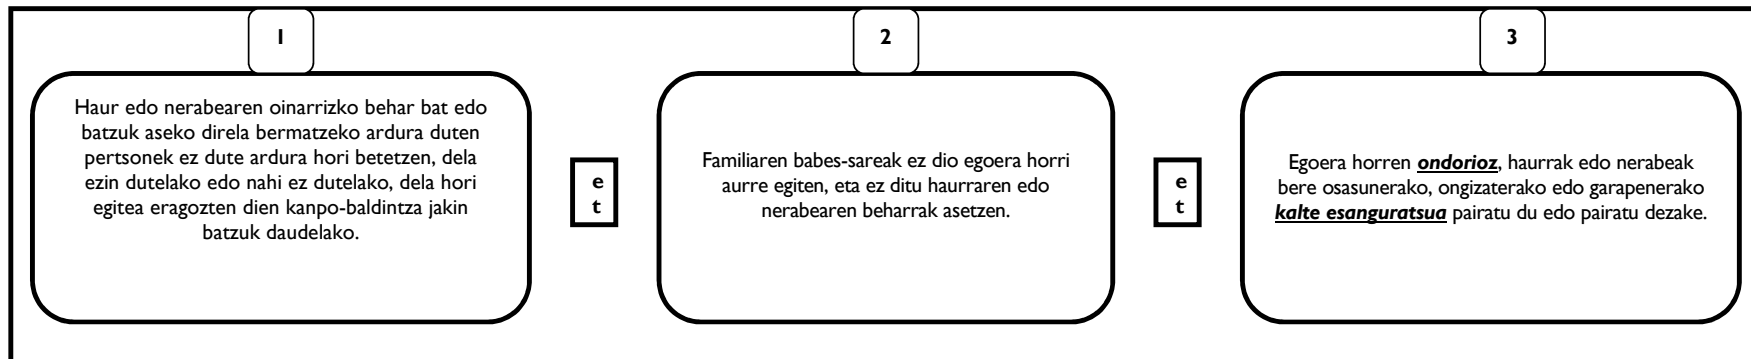 1
Haur edo nerabearen oinarrizko behar bat edo
batzuk aseko direla bermatzeko ardura duten
pertsonek ez dute ardura hori betetzen, dela
ezin dutelako edo nahi ez dutelako, dela hori
egitea eragozten dien kanpo-baldintza jakin
batzuk daudelako.
e
t
2
Familiaren babes-sareak ez dio egoera horri
aurre egiten, eta ez ditu haurraren edo
nerabearen beharrak asetzen.
e
t
3
Egoera horren ondorioz, haurrak edo nerabeak
bere osasunerako, ongizaterako edo garapenerako
kalte esanguratsua pairatu du edo pairatu dezake.